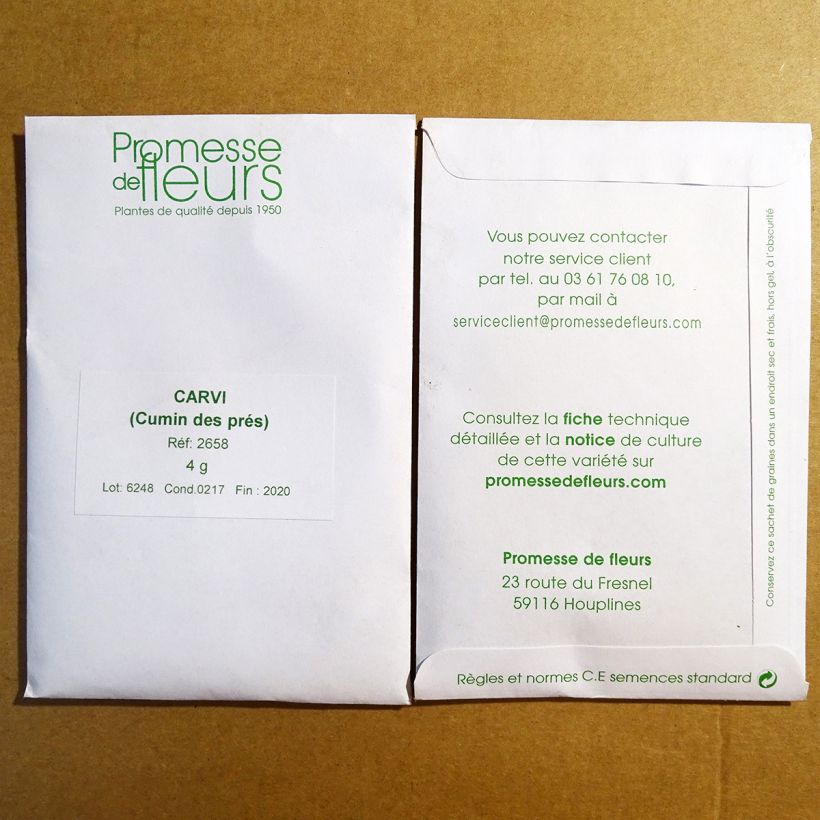 Promesse
de fleurs
Plantes de qualité depuis 1950
CARVI
(Cumin des prés)
Réf: 2658
4 g
Lot: 6248 Cond.0217 Fin : 2020
Vous pouvez contacter
notre service client
par tel. au 03 61 76 08 10,
par mail à
serviceclient@promessedefleurs.com
Consultez la fiche technique
détaillée et la notice de culture
de cette variété sur
promessedefleurs.com
Promesse de fleurs
23 route du Fresnel
59116 Houplines
Règles et normes C.E semences standard
Conservez ce sachet de graines dans un endroit sec et frais, hors gel, à l'obscurité